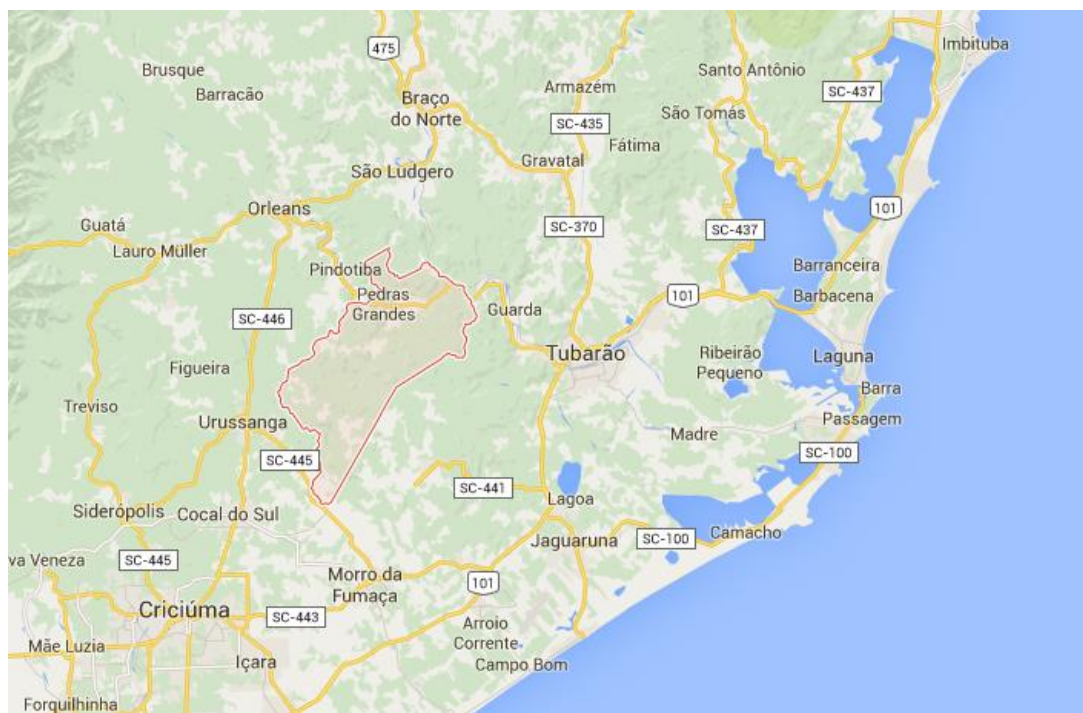 Imbituba
475
Brusque
Santo Antônio
Barracão
Armazém
SC-437
Braço
do Norte
São Tomás
SC-435
Fátima
Gravatal
São Ludgero
Orleans
101
Guatá
SC-370
SC-437
Lauro Müller
Pindotiba
Barranceira
Pedras
Grandes
101
Barbacena
Guarda
SC-446
Tubarão
Ribeirão
Pequeno
Laguna
Figueira
Barra
Treviso
Urussanga
Passagem
Madre
SC-445
SC-100
SC-441
Lagoa
Siderópolis
Cocal do Sul
Camacho
Jaguaruna
SC-100
va Veneza
SC-445
Morro da
Fumaça
101
Criciúma
SC-443
Arroio
Corrente
Mãe Luzia
Içara
Campo Bom
Forquilhinha